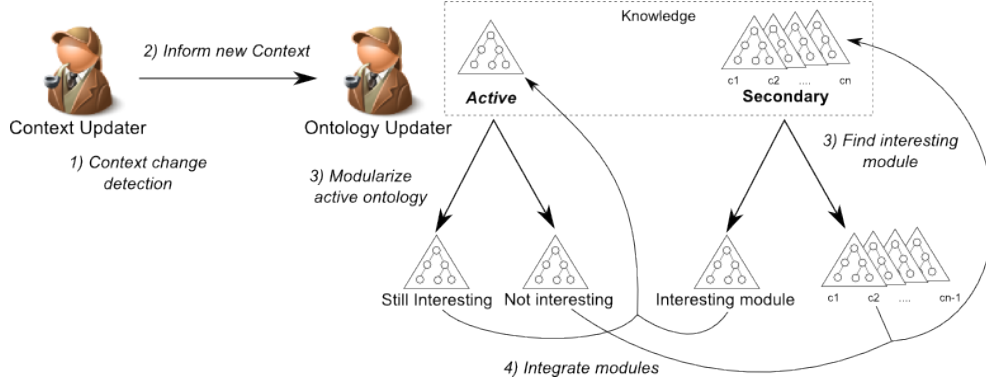 Knowledge
2) Inform new Context
c1 c2 .... cn
Active
Secondary
Context Updater
Ontology Updater
1) Context change
detection
3) Modularize
active ontology
3) Find interesting
module
Still Interesting
Not interesting
Interesting module
c1 c2 .... cn-1
4) Integrate modules